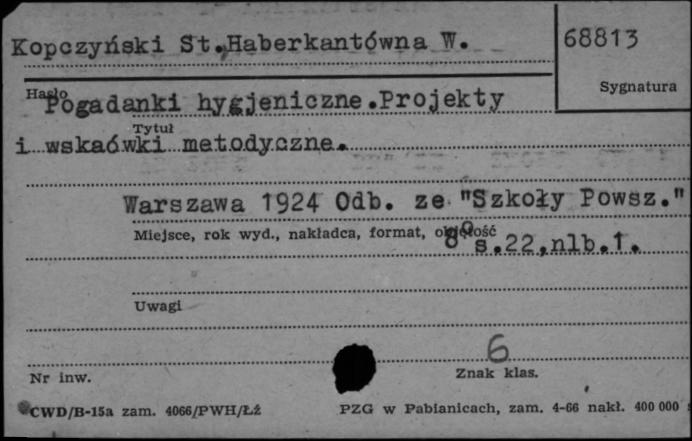 Kopczyński St.,Haberkantówna W.
68813
Sygnatura
Hasło
Pogadanki hygjeniczne.Projekty
Tytuł
i wskaówki metodyczne.
Warszawa 1924 Odb. ze "Szkoły Powsz."
Miejsce, rok wyd., nakładca, format, objętość
8° s.22,nlb.1.
Uwagi
6
Nr inw.
Znak klas.
CWD/B-15a zam. 4066/PWH/Łź
PZG w Pabianicach, zam. 4-66 nakł. 400 000